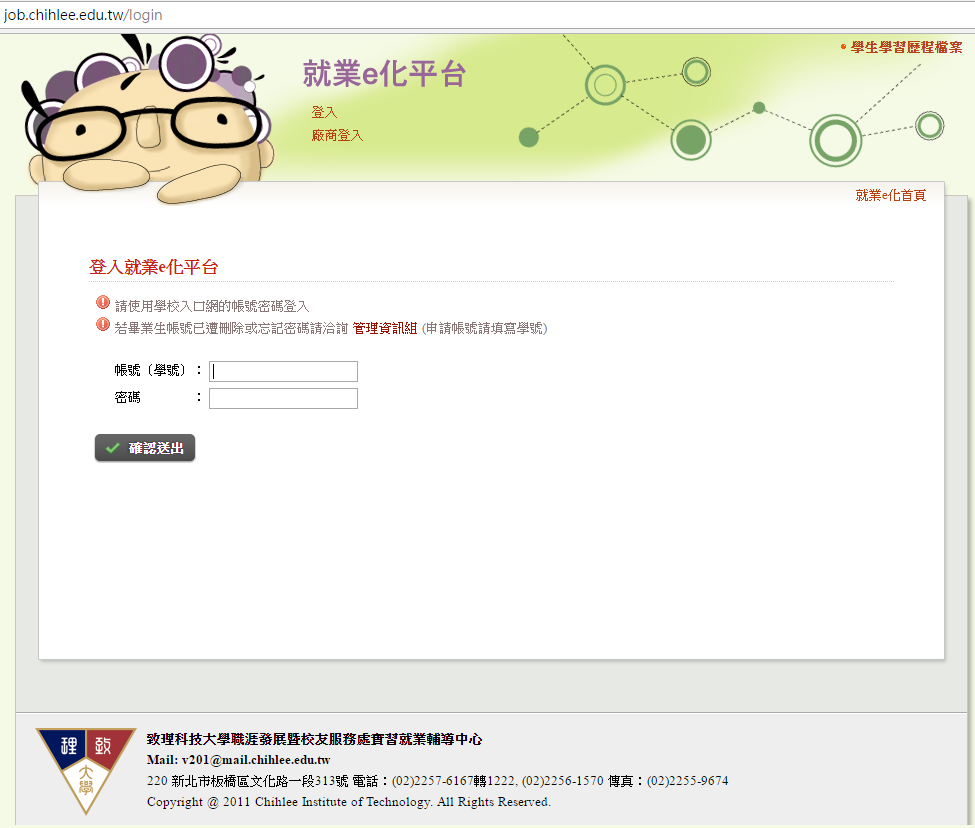 job.chihlee.edu.tw/login
學生學習歷程檔案
就業e化平台
登入
廠商登入
就業e化首頁
登入就業e化平台
請使用學校入口網的帳號密碼登入
若畢業生帳號已遭刪除或忘記密碼請洽詢 管理資訊組 (申請帳號請填寫學號)
帳號〔學號〕：
密碼 ：
確認送出
理 致
大學
致理科技大學職涯發展暨校友服務處實習就業輔導中心
Mail: v201@mail.chihlee.edu.tw
220 新北市板橋區文化路一段313號 電話：(02)2257-6167轉1222, (02)2256-1570 傳真：(02)2255-9674
Copyright @ 2011 Chihlee Institute of Technology. All Rights Reserved.